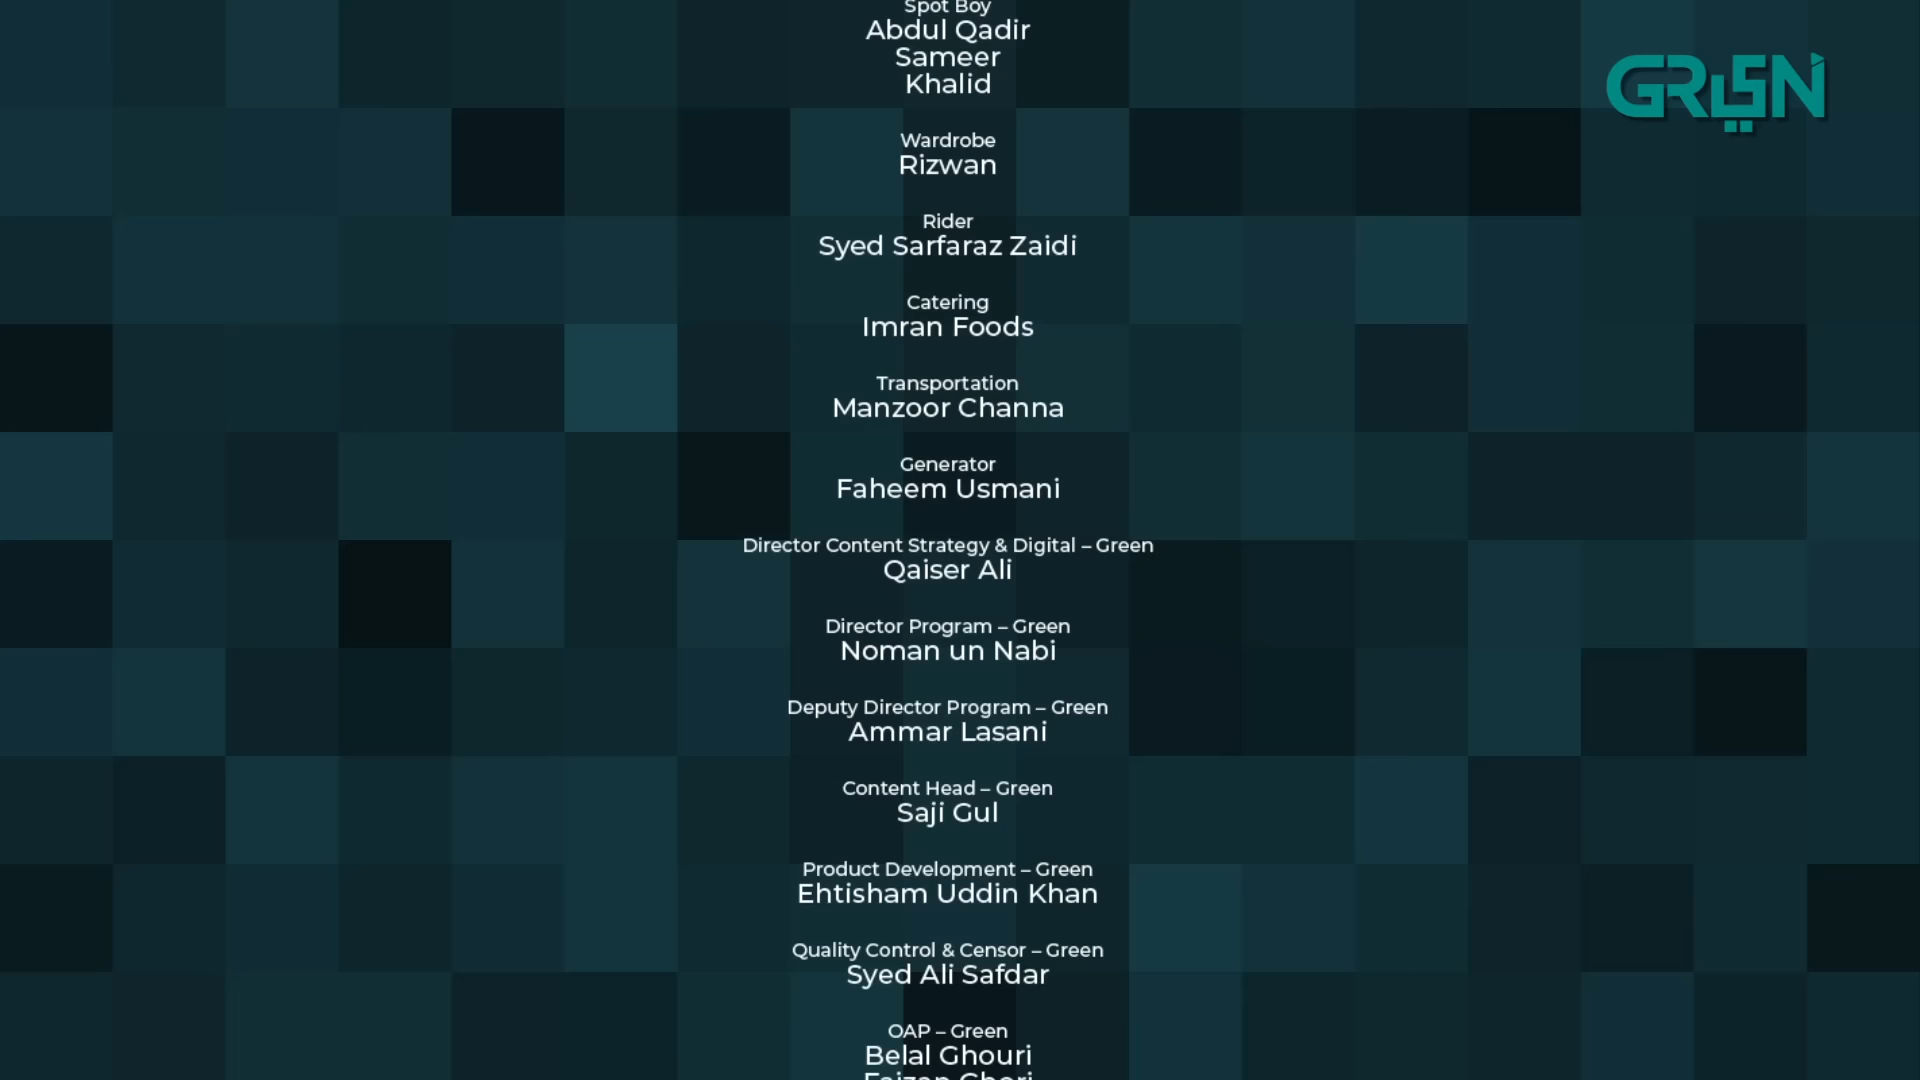 Spot Boy
Abdul Qadir
Sameer
Khalid
GREEN
Wardrobe
Rizwan
Rider
Syed Sarfaraz Zaidi
Catering
Imran Foods
Transportation
Manzoor Channa
Generator
Faheem Usmani
Director Content Strategy & Digital – Green
Qaiser Ali
Director Program – Green
Noman un Nabi
Deputy Director Program – Green
Ammar Lasani
Content Head – Green
Saji Gul
Product Development – Green
Ehtisham Uddin Khan
Quality Control & Censor – Green
Syed Ali Safdar
OAP – Green
Belal Ghouri